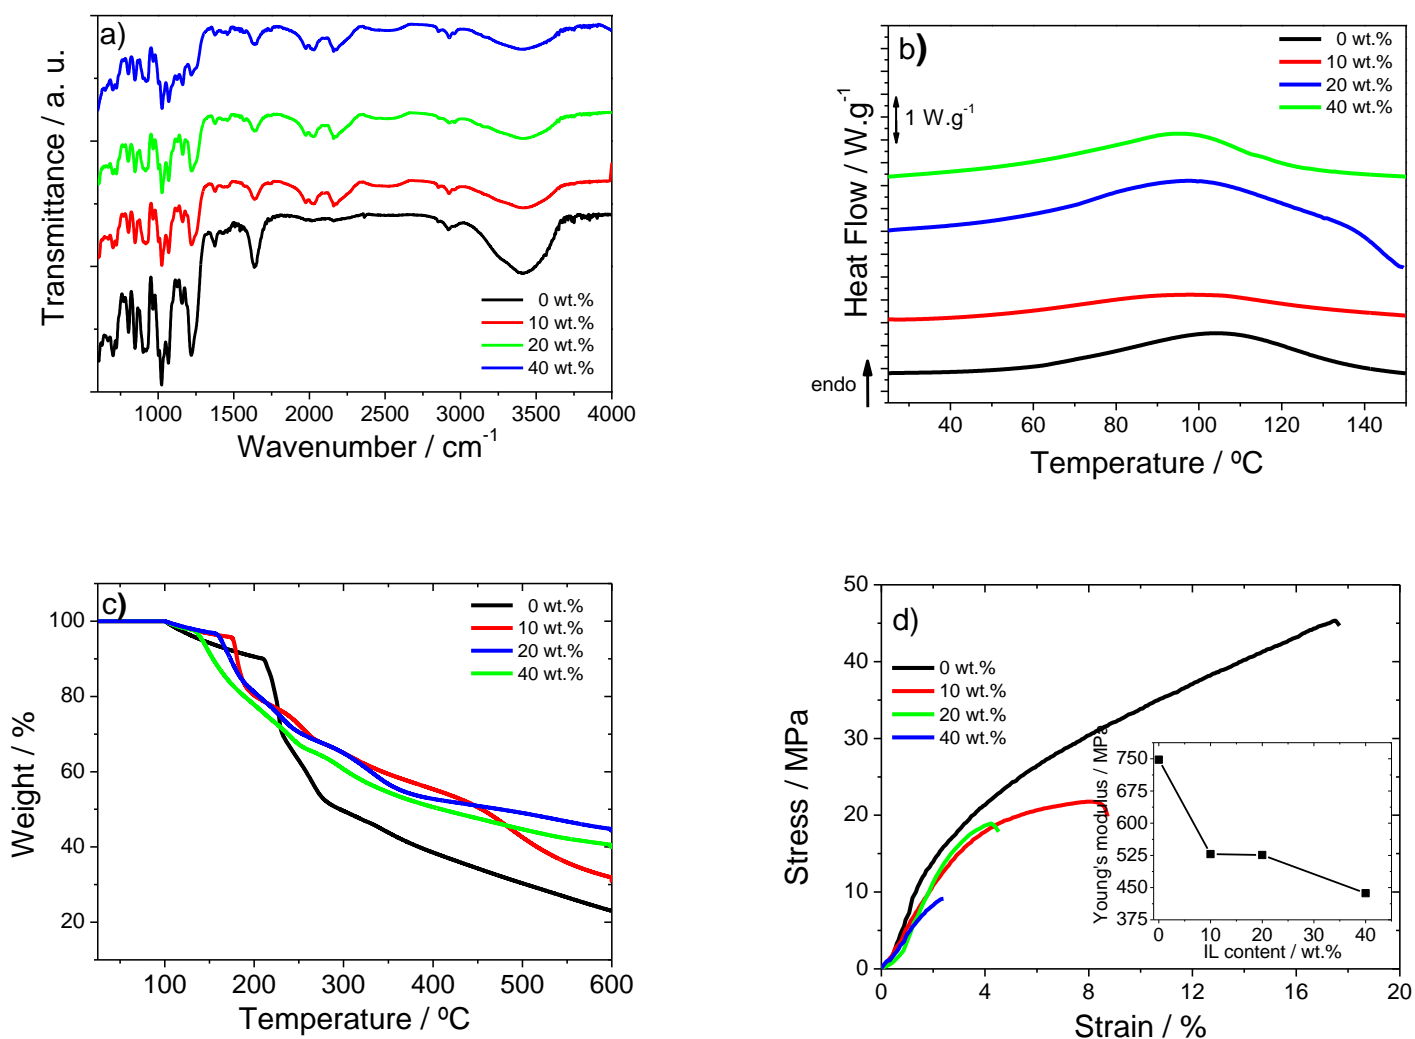 a)
Transmittance / a. u.
0 wt.%
10 wt.%
20 wt.%
40 wt.%
1000 1500 2000 2500 3000 3500 4000
Wavenumber / cm⁻¹
b)
0 wt.%
10 wt.%
20 wt.%
40 wt.%
1 W.g⁻¹
Heat Flow / W.g⁻¹
endo
40 60 80 100 120 140
Temperature / ºC
c)
0 wt.%
10 wt.%
20 wt.%
40 wt.%
100
80
60
40
20
Weight / %
100 200 300 400 500 600
Temperature / ºC
50
40
30
20
10
0
d)
Stress / MPa
0 wt.%
10 wt.%
20 wt.%
40 wt.%
750
675
600
525
450
375
Young's modulus / MPa
0 10 20 30 40
IL content / wt.%
0 4 8 12 16 20
Strain / %